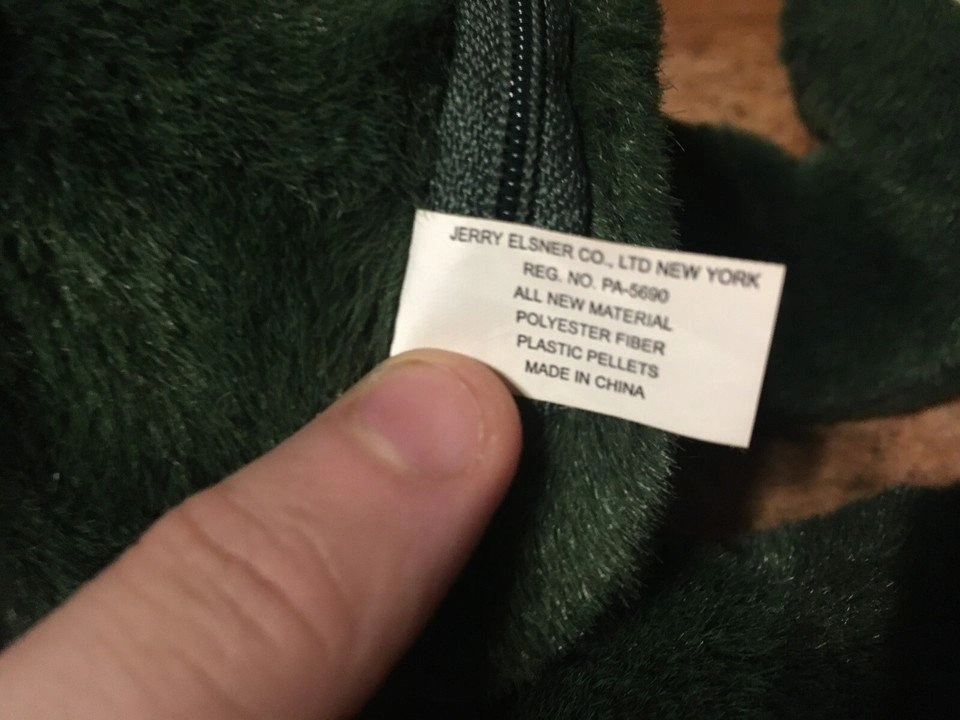 JERRY ELSNER CO., LTD NEW YORK
REG. NO. PA-5690
ALL NEW MATERIAL
POLYESTER FIBER
PLASTIC PELLETS
MADE IN CHINA